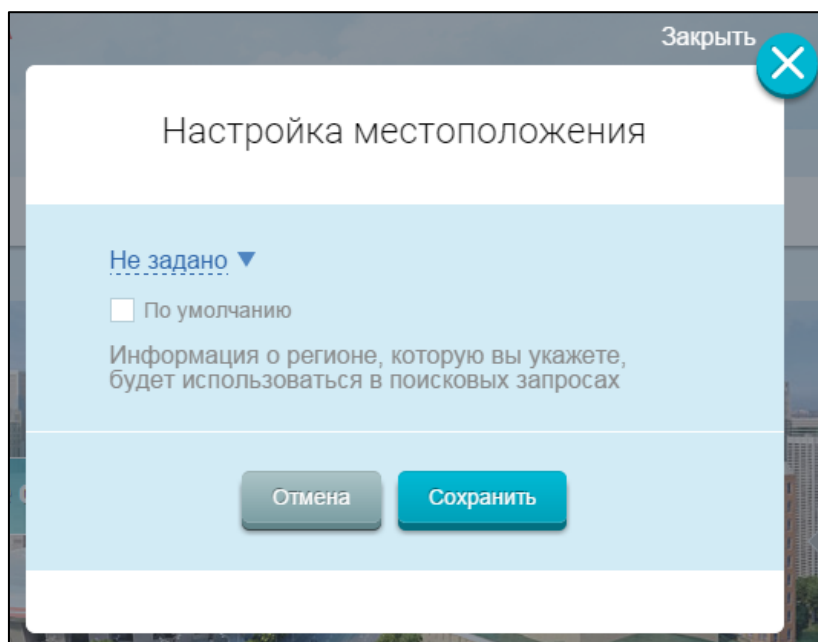 Закрыть
Настройка местоположения
Не задано
По умолчанию
Информация о регионе, которую вы укажете,
будет использоваться в поисковых запросах
Отмена
Сохранить